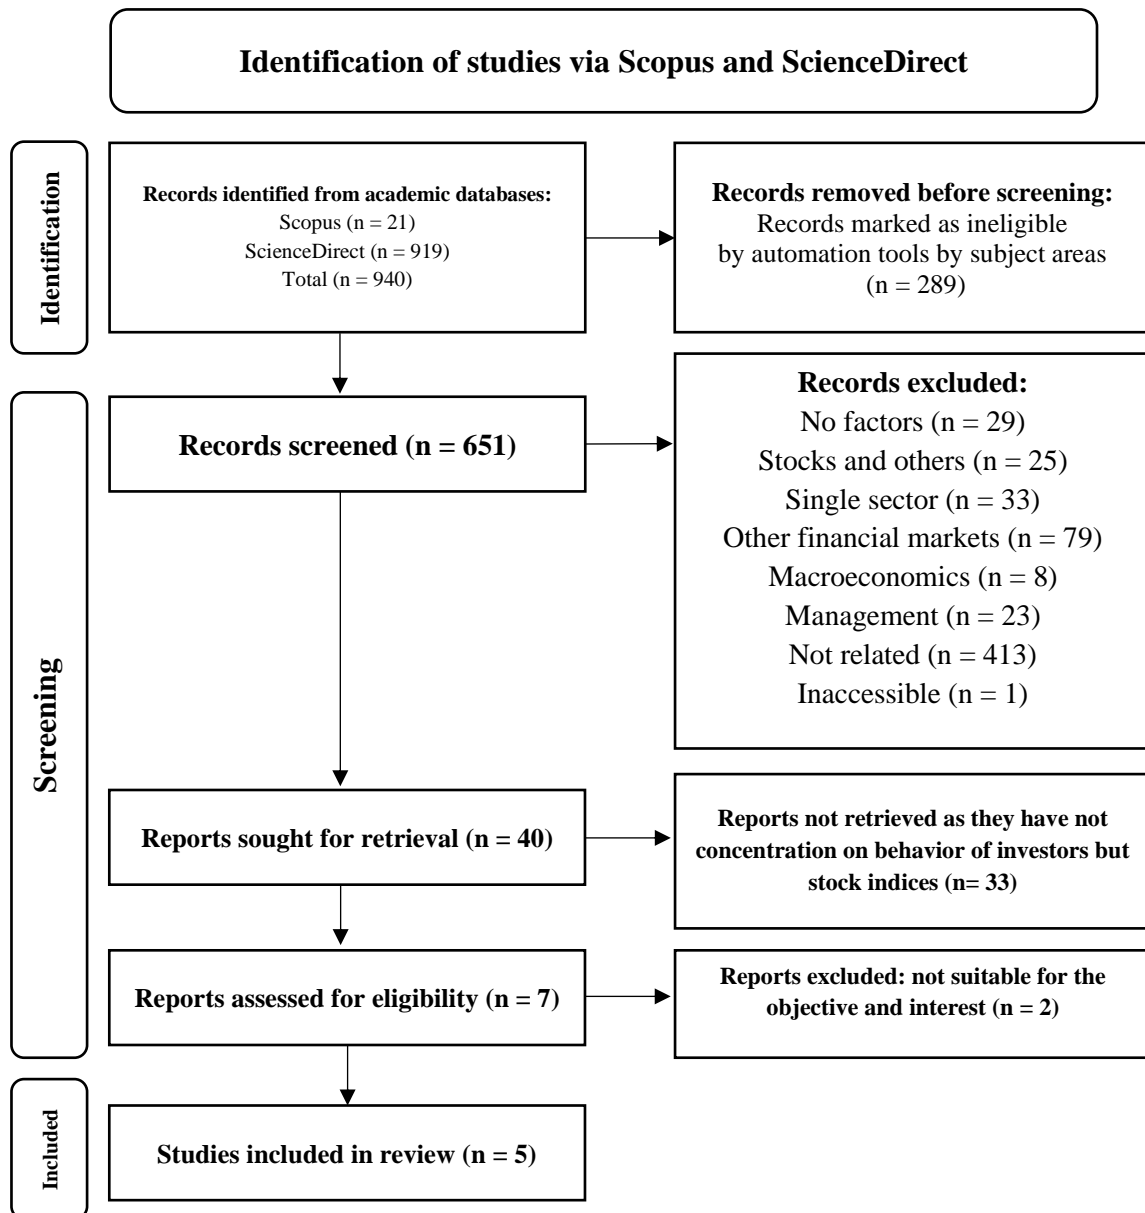 Identification of studies via Scopus and ScienceDirect
Identification
Records identified from academic databases:
Scopus (n = 21)
ScienceDirect (n = 919)
Total (n = 940)
Records removed before screening:
Records marked as ineligible
by automation tools by subject areas
(n = 289)
Screening
Records screened (n = 651)
Records excluded:
No factors (n = 29)
Stocks and others (n = 25)
Single sector (n = 33)
Other financial markets (n = 79)
Macroeconomics (n = 8)
Management (n = 23)
Not related (n = 413)
Inaccessible (n = 1)
Reports sought for retrieval (n = 40)
Reports not retrieved as they have not
concentration on behavior of investors but
stock indices (n= 33)
Reports assessed for eligibility (n = 7)
Reports excluded: not suitable for the
objective and interest (n = 2)
Included
Studies included in review (n = 5)